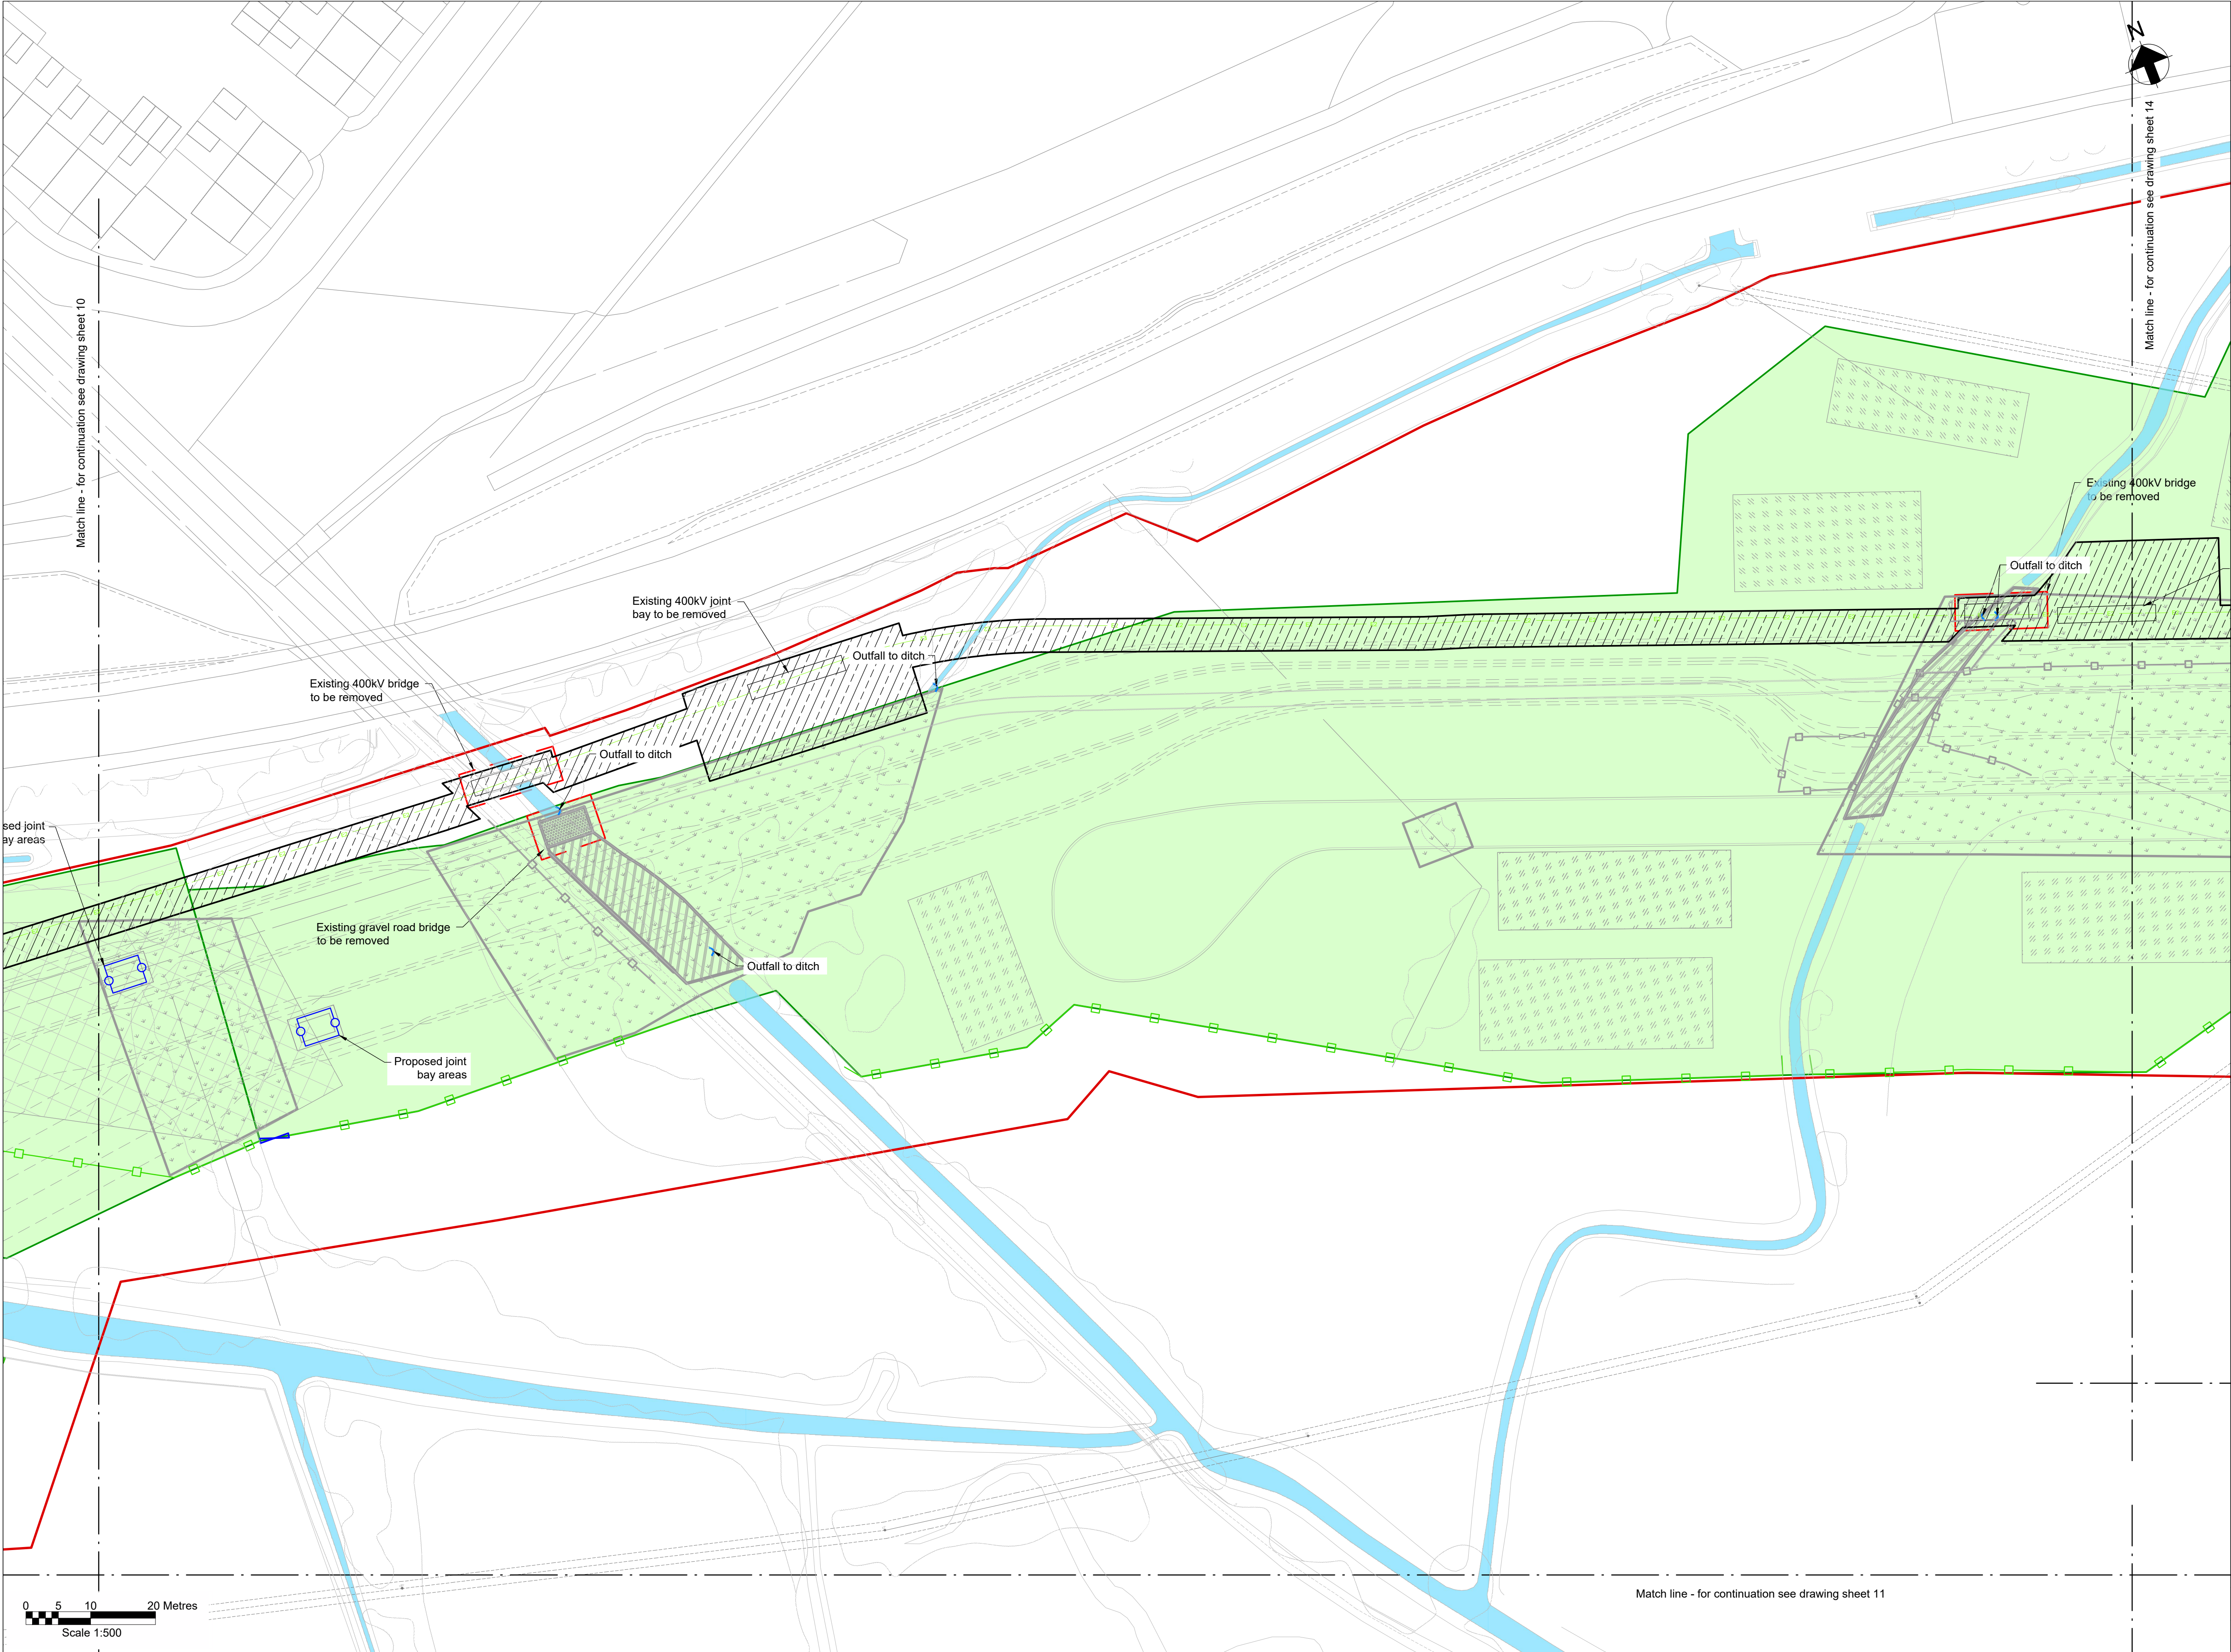 N
Match line - for continuation see drawing sheet 14
Match line - for continuation see drawing sheet 10
Existing 400kV bridge
to be removed
Outfall to ditch
Existing 400kV joint
bay to be removed
Outfall to ditch
Existing 400kV bridge
to be removed
Outfall to ditch
sed joint
ay areas
Existing gravel road bridge
to be removed
Outfall to ditch
Proposed joint
bay areas
Match line - for continuation see drawing sheet 11
0 5 10 20 Metres
Scale 1:500